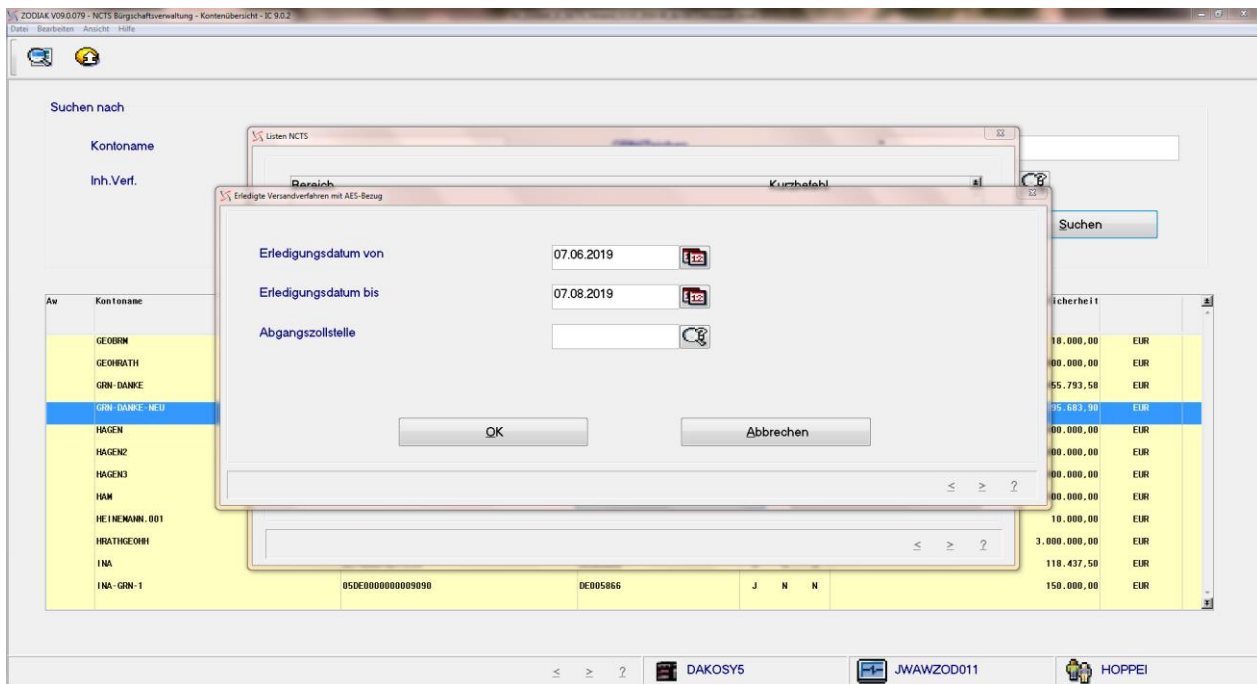 ZODIAK V09.0.079 - NCTS Bürgschaftsverwaltung - Kontenübersicht - IC 9.0.2
Datei Bearbeiten Ansicht Hilfe
Suchen nach
Kontoname
Inh.Verf.
Suchen
Listen NCTS
Bereich Kurzbefehl
Erledigte Versandverfahren mit AES-Bezug
Erledigungsdatum von 07.06.2019
Erledigungsdatum bis 07.08.2019
Abgangszollstelle
OK Abbrechen
< > ?
< > ?
Aw Kontoname icherheit
GEOBRM 18.000,00 EUR
GEOHRATH 00.000,00 EUR
GRN-DANKE 55.793,50 EUR
GRN-DANKE-NEU 95.683,90 EUR
HAGEN 00.000,00 EUR
HAGEN2 00.000,00 EUR
HAGEN3 00.000,00 EUR
HAM 00.000,00 EUR
HEINEMANN.001 10.000,00 EUR
HRATHGEOHH 3.000.000,00 EUR
INA 118.437,50 EUR
INA-GRN-1 05DE0000000009090 DE005866 J N N 150.000,00 EUR
< > ? DAKOSY5 JWAWZOD011 HOPPEI